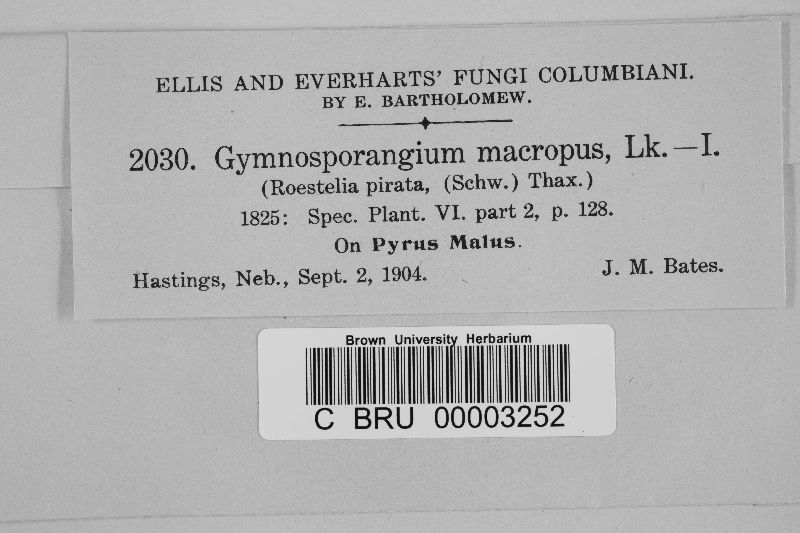 ELLIS AND EVERHARTS' FUNGI COLUMBIANI.
BY E. BARTHOLOMEW.
2030. Gymnosporangium macropus, Lk.—I.
(Roestelia pirata, (Schw.) Thax.)
1825: Spec. Plant. VI. part 2, p. 128.
On Pyrus Malus.
Hastings, Neb., Sept. 2, 1904. J. M. Bates.
Brown University Herbarium
C BRU 00003252